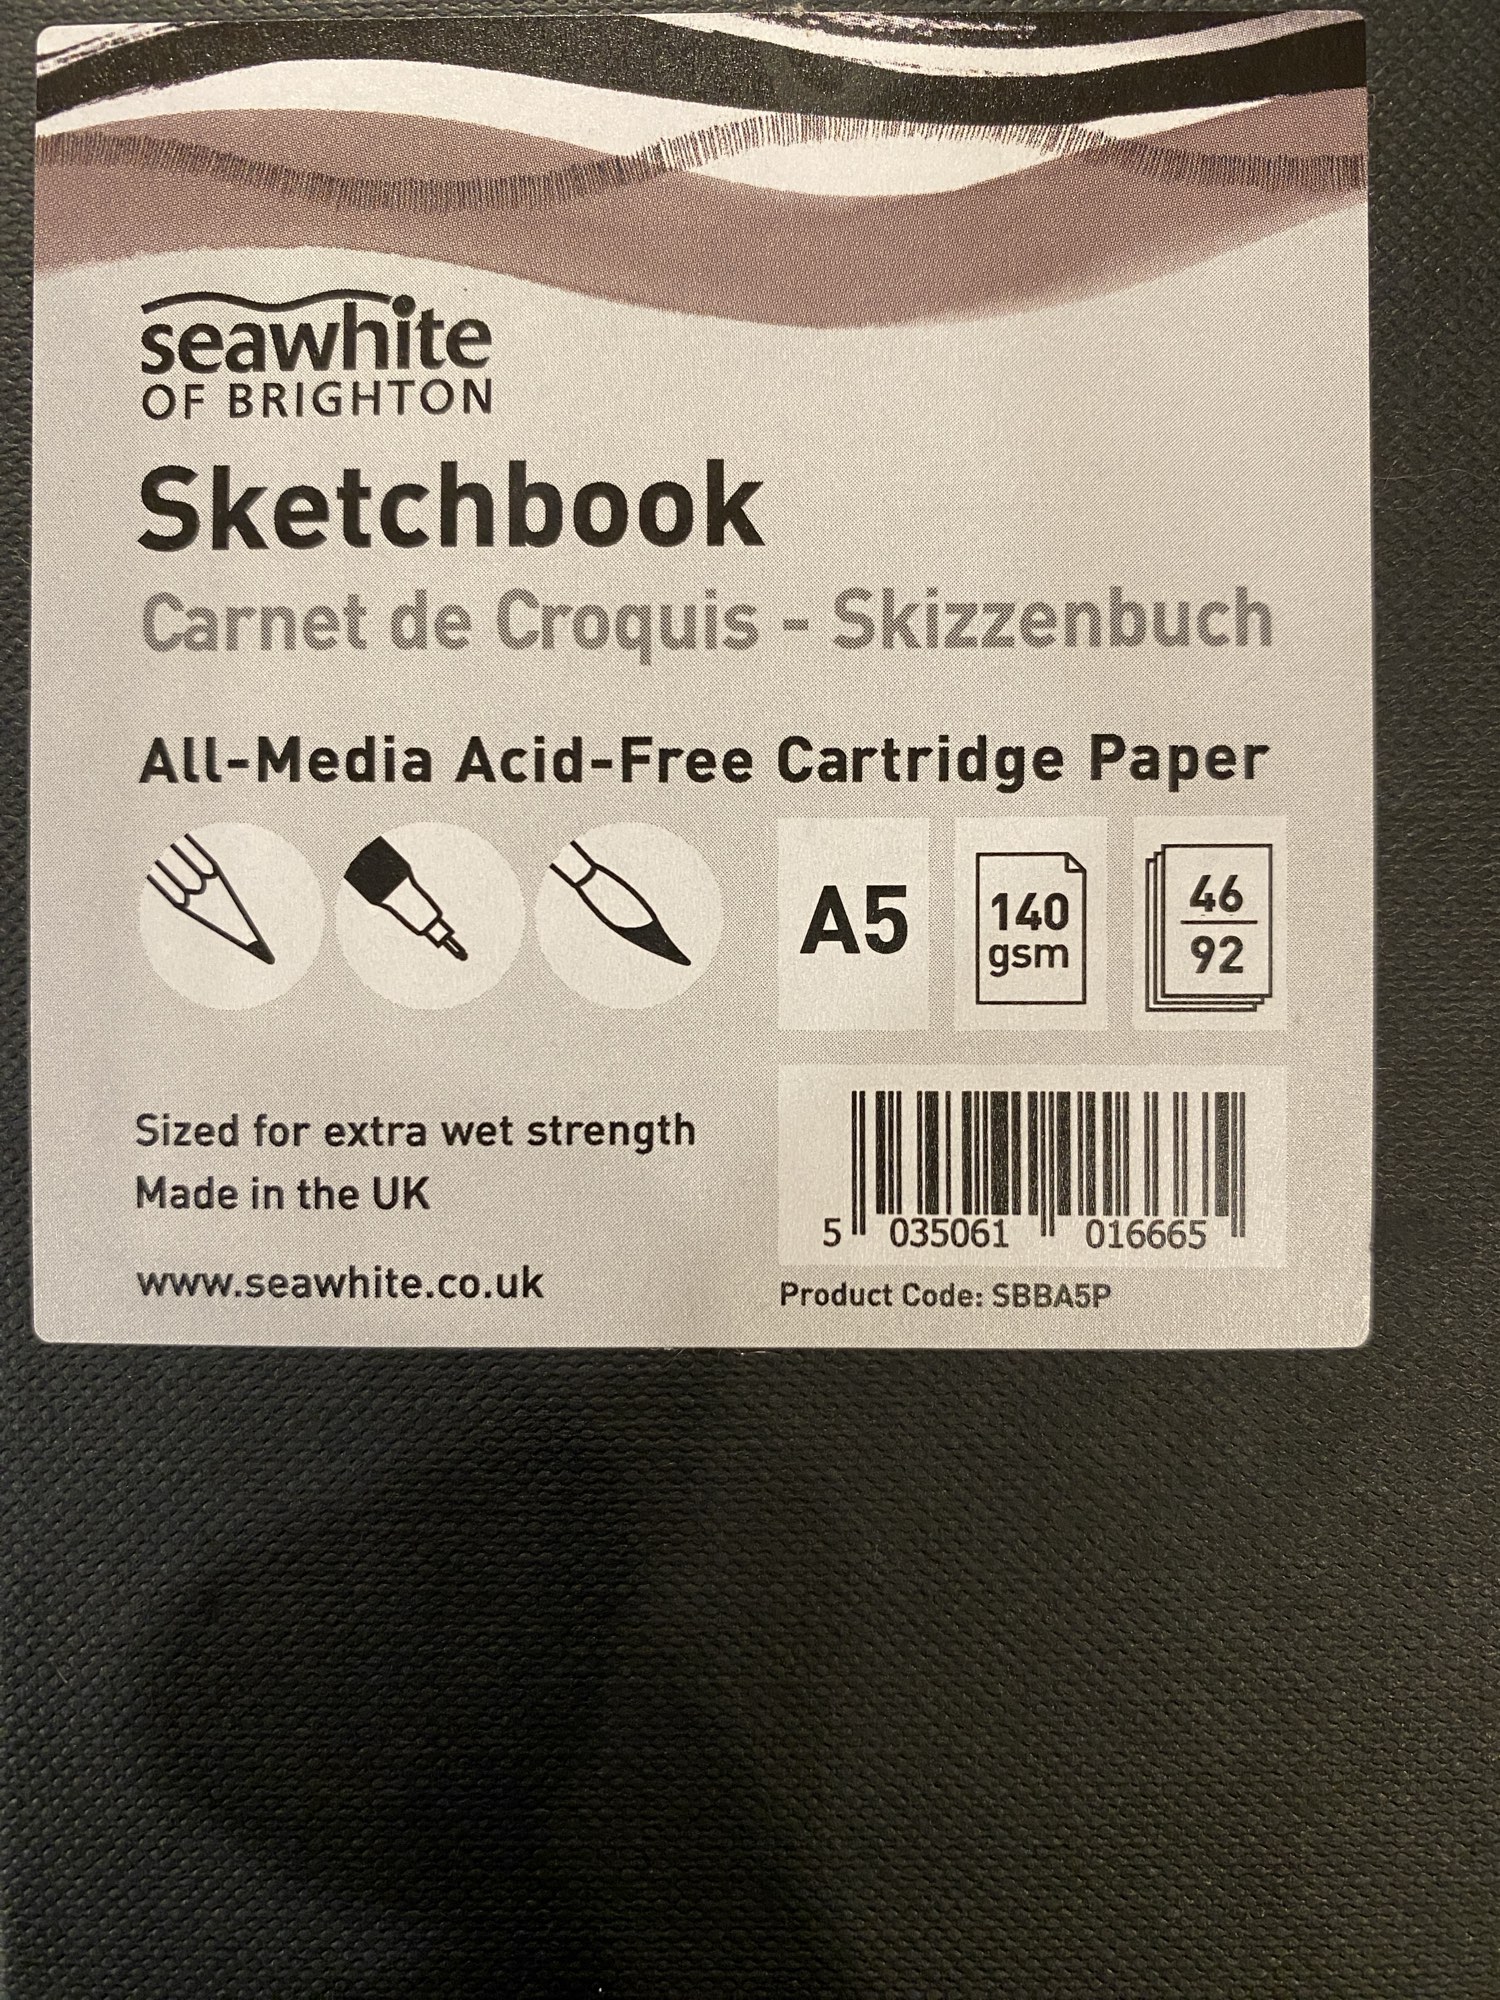 seawhite
OF BRIGHTON
Sketchbook
Carnet de Croquis - Skizzenbuch
All-Media Acid-Free Cartridge Paper
A5
140
gsm
46
92
Sized for extra wet strength
Made in the UK
www.seawhite.co.uk
5 035061 016665
Product Code: SBBA5P